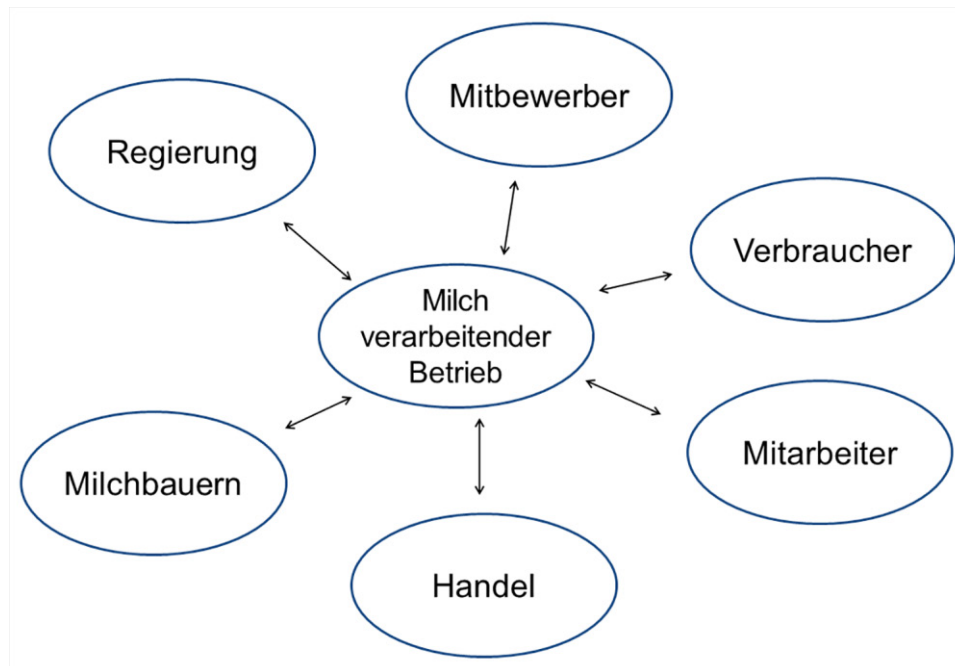 Mitbewerber
Regierung
Verbraucher
Milch
verarbeitender
Betrieb
Mitarbeiter
Milchbauern
Handel